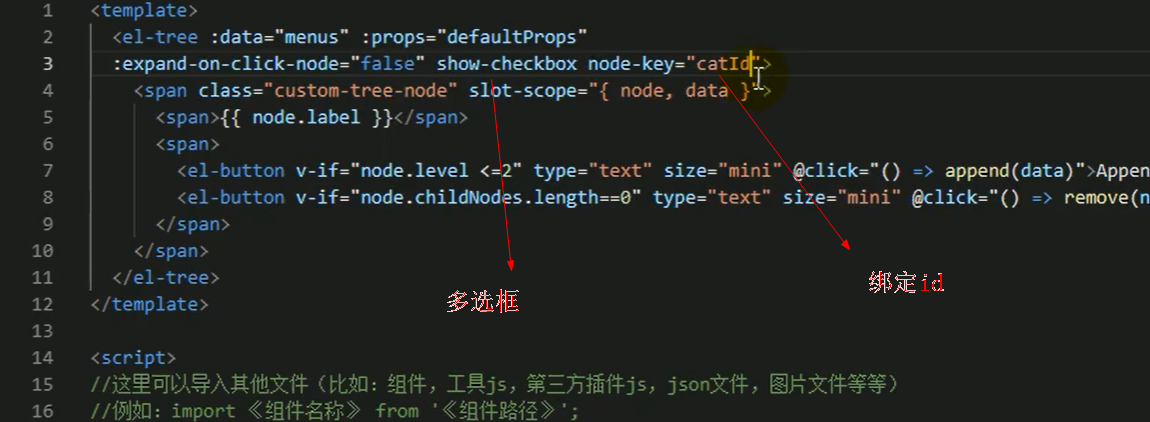 1 <template>
2 <el-tree :data="menus" :props="defaultProps"
3 :expand-on-click-node="false" show-checkbox node-key="catId">
4 <span class="custom-tree-node" slot-scope="{ node, data }">
5 <span>{{ node.label }}</span>
6 <span>
7 <el-button v-if="node.level <=2" type="text" size="mini" @click="() => append(data)">Appen
8 <el-button v-if="node.childNodes.length==0" type="text" size="mini" @click="() => remove(n
9 </span>
10 </span>
11 </el-tree>
绑定id
多选框
12 </template>
13
14 <script>
15 //这里可以导入其他文件（比如：组件，工具js，第三方插件js，json文件，图片文件等等）
16 //例如：import 《组件名称》 from '《组件路径》';